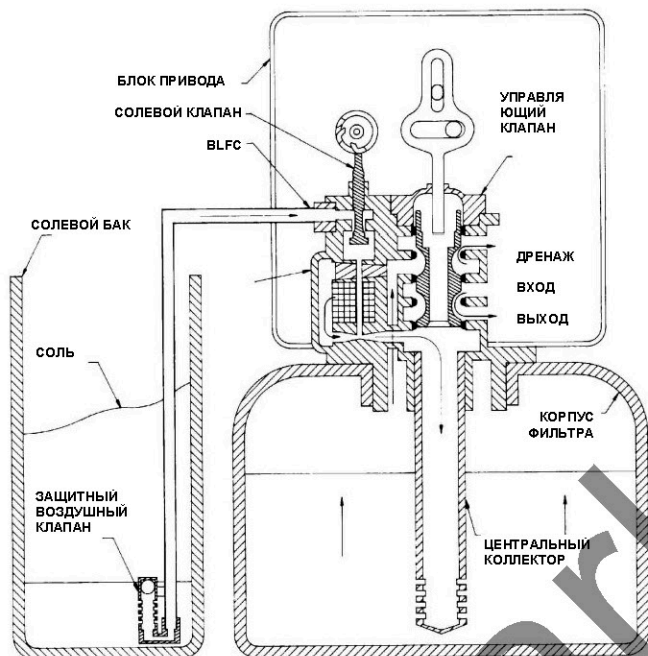 БЛОК ПРИВОДА
СОЛЕВОЙ КЛАПАН
BLFC
УПРАВЛЯ
ЮЩИЙ
КЛАПАН
СОЛЕВОЙ БАК
ДРЕНАЖ
ВХОД
ВЫХОД
СОЛЬ
КОРПУС
ФИЛЬТРА
ЗАЩИТНЫЙ
ВОЗДУШНЫЙ
КЛАПАН
ЦЕНТРАЛЬНЫЙ
КОЛЛЕКТОР